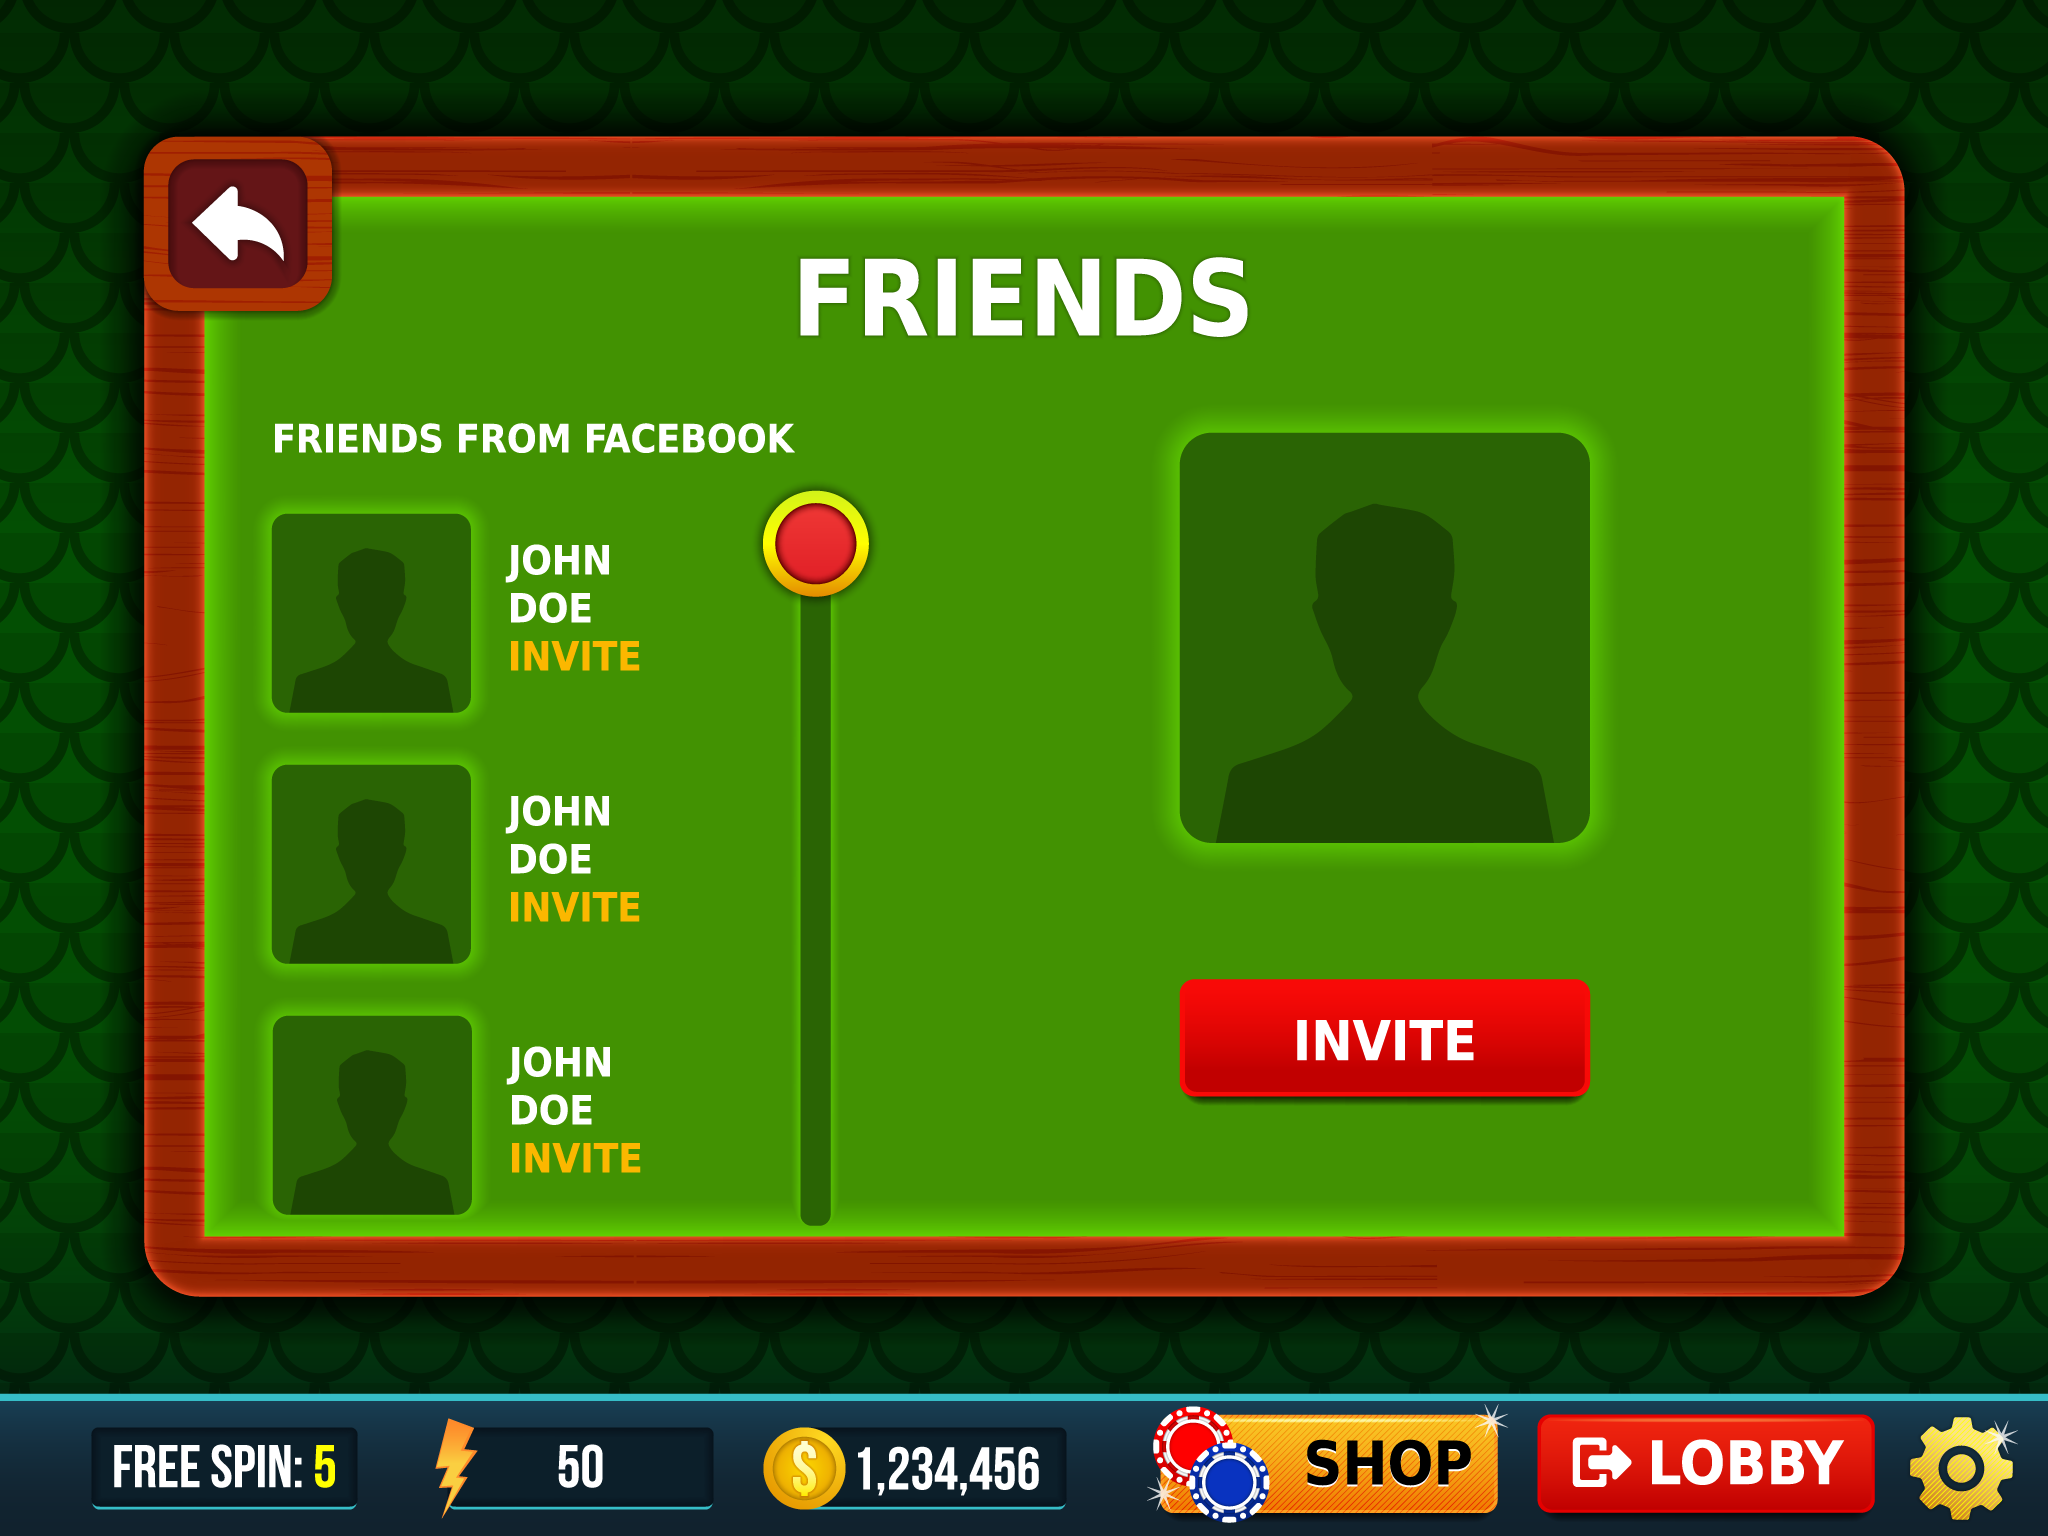 FRIENDS
FRIENDS FROM FACEBOOK
JOHN
DOE
INVITE
JOHN
DOE
INVITE
JOHN
DOE
INVITE
INVITE
FREE SPIN: 5
50
$ 1,234,456
SHOP
LOBBY